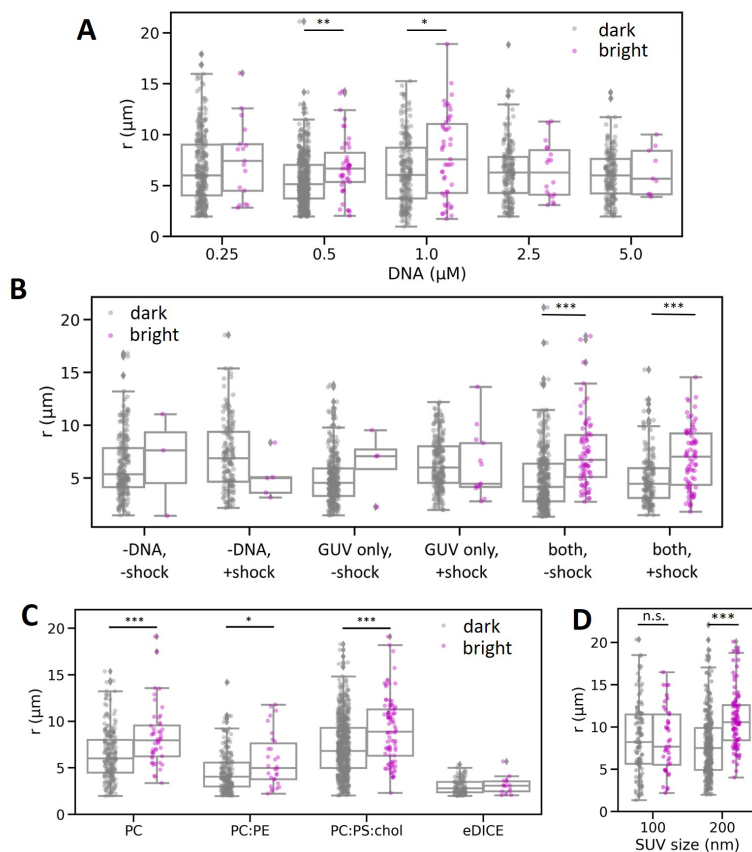 A
20
15
10
5
0
r (µm)
** *
dark
bright
0.25 0.5 1.0 2.5 5.0
DNA (µM)
B
20
15
10
5
r (µm)
dark
bright
*** ***
-DNA, -DNA, GUV only, GUV only, both, both,
-shock +shock -shock +shock -shock +shock
C
20
15
10
5
0
r (µm)
*** * ***
dark
bright
PC PC:PE PC:PS:chol eDICE
D
20
15
10
5
0
r (µm)
n.s. ***
100 200
SUV size (nm)